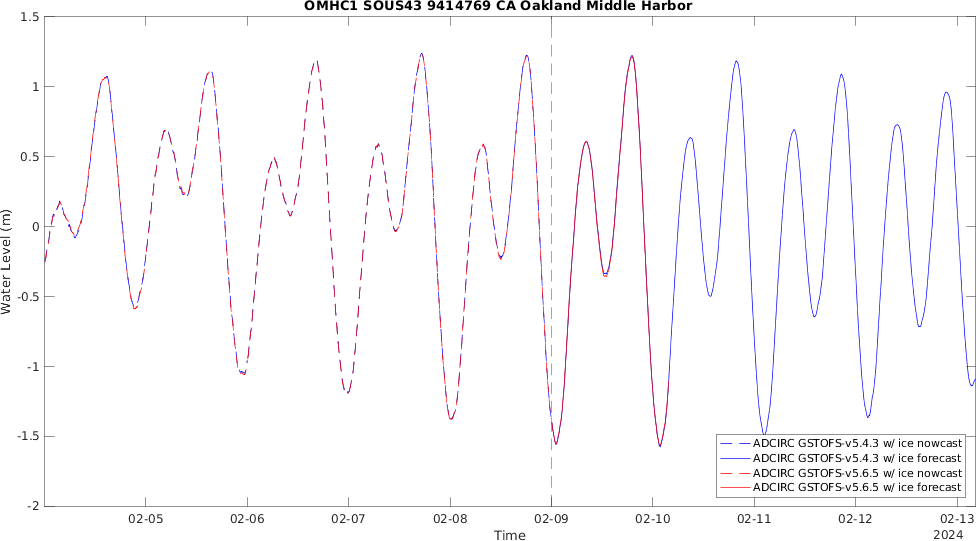 OMHC1 SOUS43 9414769 CA Oakland Middle Harbor
1.5
1
0.5
0
-0.5
-1
-1.5
-2
Water Level (m)
02-05 02-06 02-07 02-08 02-09 02-10 02-11 02-12 02-13
Time
2024
ADCIRC GSTOFS-v5.4.3 w/ ice nowcast
ADCIRC GSTOFS-v5.4.3 w/ ice forecast
ADCIRC GSTOFS-v5.6.5 w/ ice nowcast
ADCIRC GSTOFS-v5.6.5 w/ ice forecast